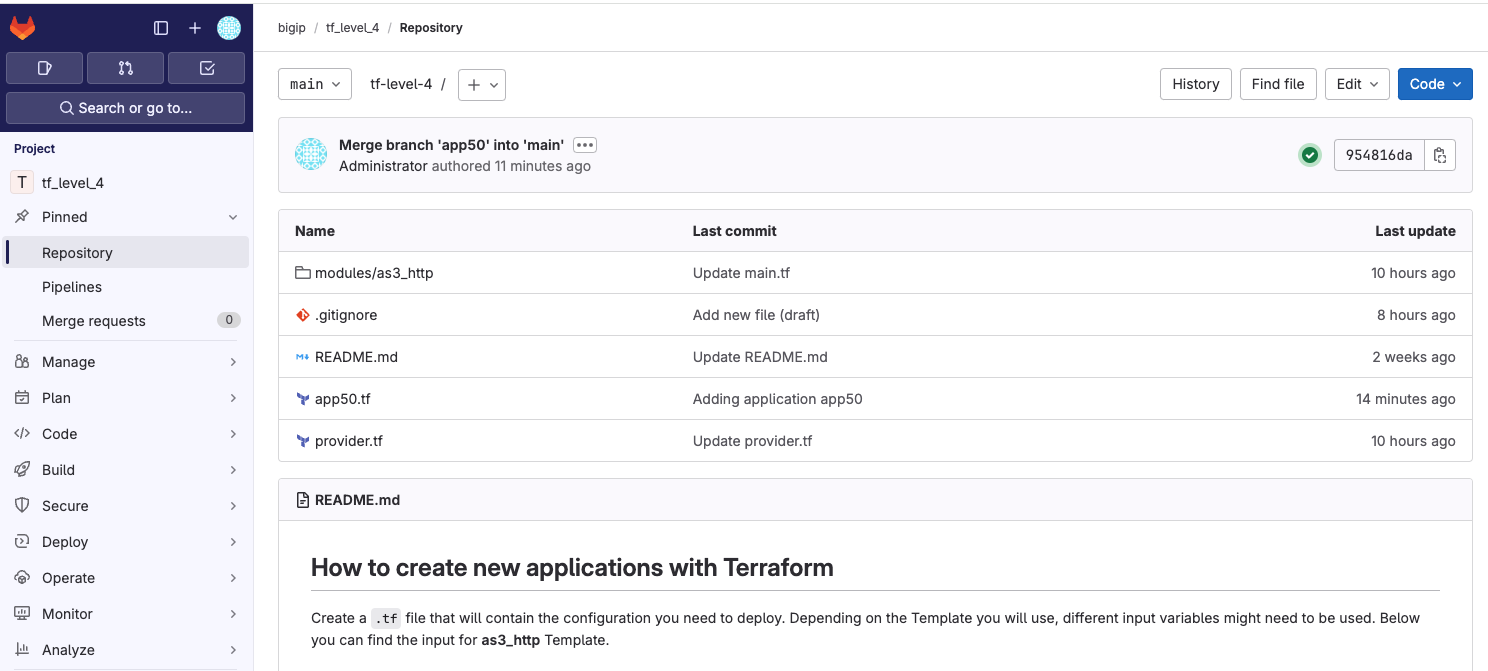 bigip / tf_level_4 / Repository
Search or go to...
Project
T tf_level_4
Pinned
Repository
Pipelines
Merge requests 0
Manage
Plan
Code
Build
Secure
Deploy
Operate
Monitor
Analyze
main tf-level-4 / +
History Find file Edit Code
Merge branch 'app50' into 'main' •••
Administrator authored 11 minutes ago
954816da
Name Last commit Last update
modules/as3_http Update main.tf 10 hours ago
.gitignore Add new file (draft) 8 hours ago
README.md Update README.md 2 weeks ago
app50.tf Adding application app50 14 minutes ago
provider.tf Update provider.tf 10 hours ago
README.md
How to create new applications with Terraform
Create a .tf file that will contain the configuration you need to deploy. Depending on the Template you will use, different input variables might need to be used. Below
you can find the input for as3_http Template.